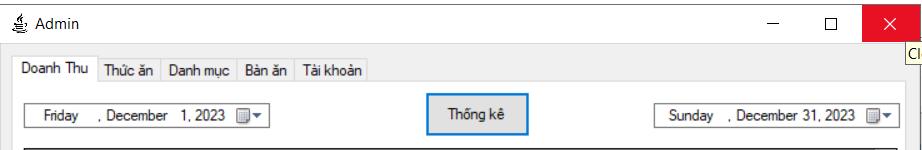 Admin
Cl
Doanh Thu Thức ăn Danh mục Bàn ăn Tài khoản
Friday , December 1, 2023 Thống kê Sunday , December 31, 2023